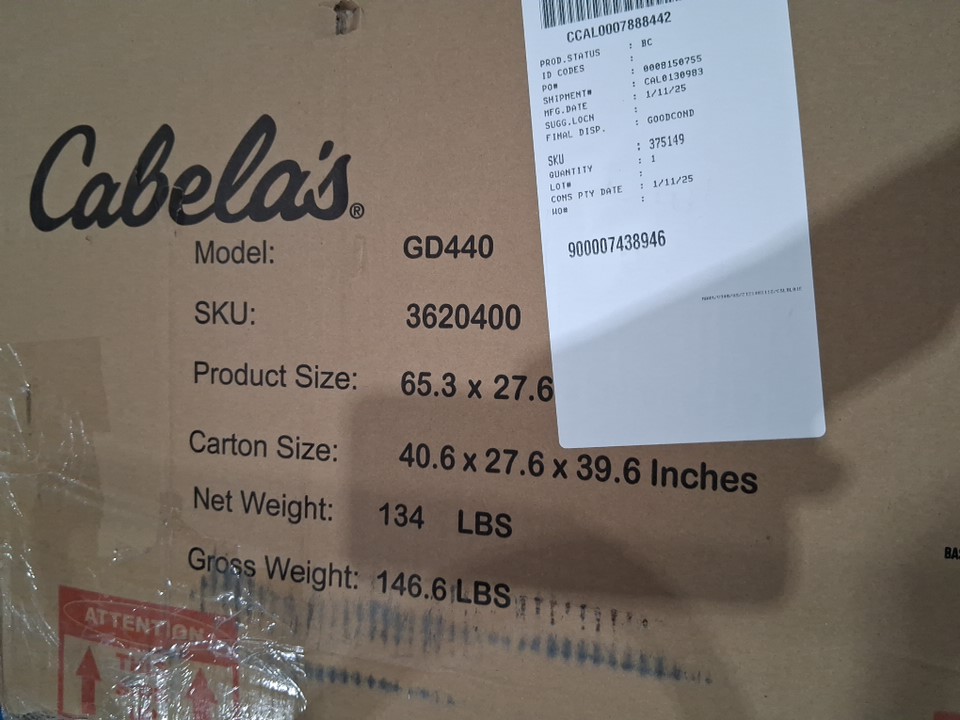 CCAL0007888442
PROD.STATUS : BC
ID CODES :
PO# : 0008150755
SHIPMENT# : CAL0130983
MFG.DATE : 1/11/25
SUGG.LOCN :
FINAL DISP. : GOODCOND
SKU : 375149
QUANTITY : 1
LOT# :
CONS PTY DATE : 1/11/25
WO# :
900007438946
Cabela's®
Model: GD440
SKU: 3620400
Product Size: 65.3 x 27.6
Carton Size: 40.6 x 27.6 x 39.6 Inches
Net Weight: 134 LBS
Gross Weight: 146.6 LBS
BAS
ATTENTION